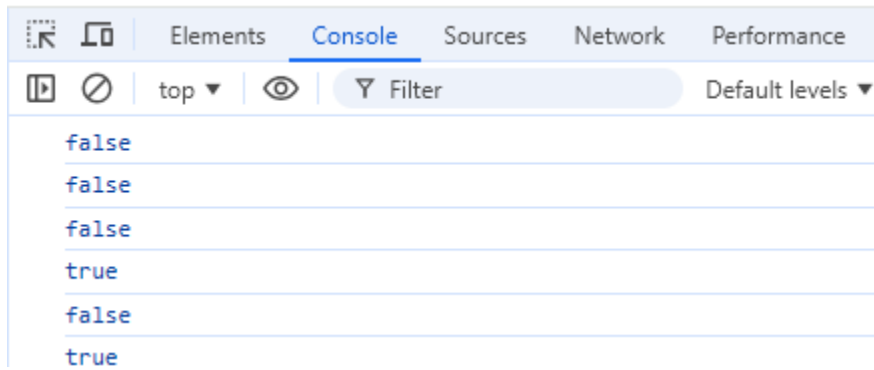 Elements Console Sources Network Performance
top Filter Default levels
false
false
false
true
false
true